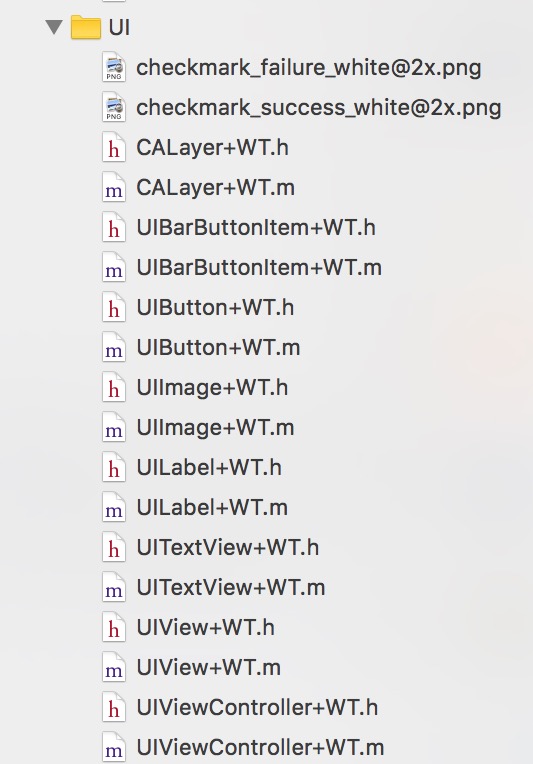 UI
PNG
checkmark_failure_white@2x.png
PNG
checkmark_success_white@2x.png
h CALayer+WT.h
m CALayer+WT.m
h UIBarButtonItem+WT.h
m UIBarButtonItem+WT.m
h UIButton+WT.h
m UIButton+WT.m
h UIImage+WT.h
m UIImage+WT.m
h UILabel+WT.h
m UILabel+WT.m
h UITextView+WT.h
m UITextView+WT.m
h UIView+WT.h
m UIView+WT.m
h UIViewController+WT.h
m UIViewController+WT.m